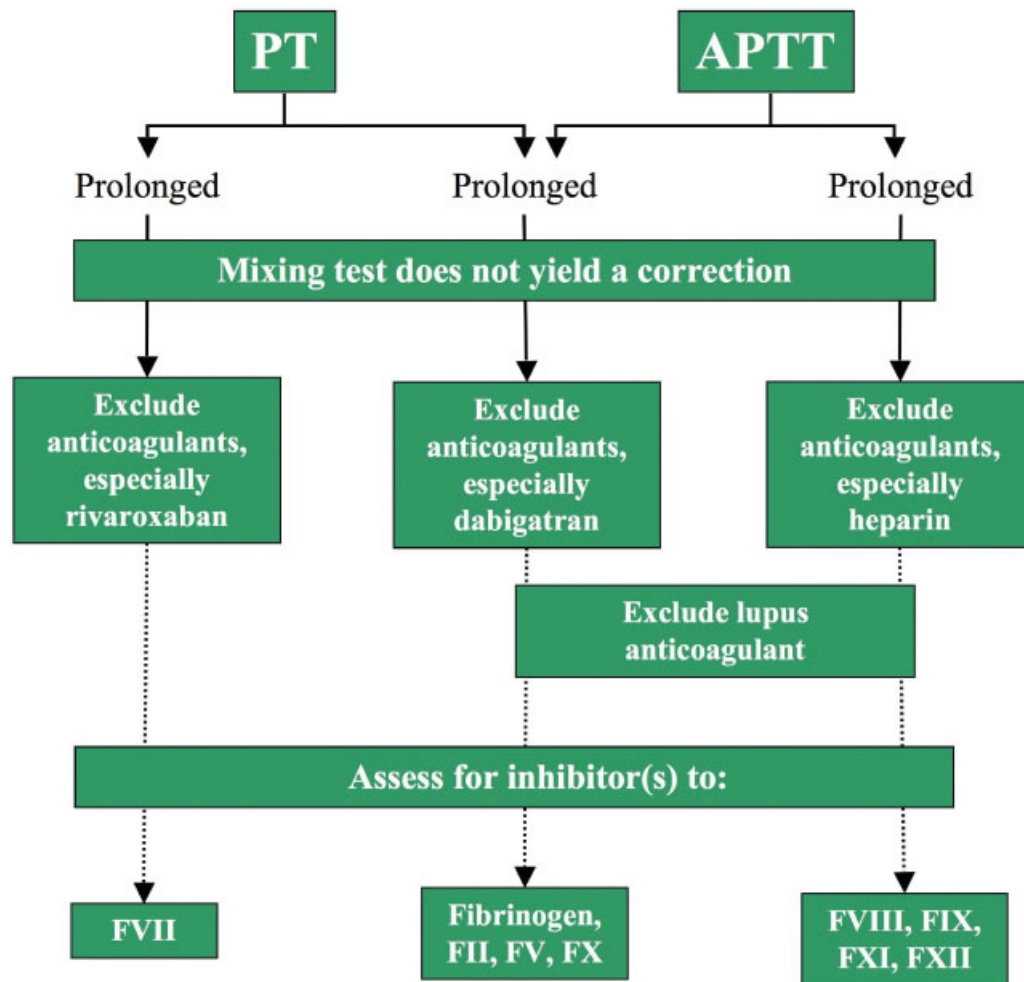 PT
APTT
Prolonged
Prolonged
Prolonged
Mixing test does not yield a correction
Exclude
anticoagulants,
especially
rivaroxaban
Exclude
anticoagulants,
especially
dabigatran
Exclude
anticoagulants,
especially
heparin
Exclude lupus
anticoagulant
Assess for inhibitor(s) to:
FVII
Fibrinogen,
FII, FV, FX
FVIII, FIX,
FXI, FXII